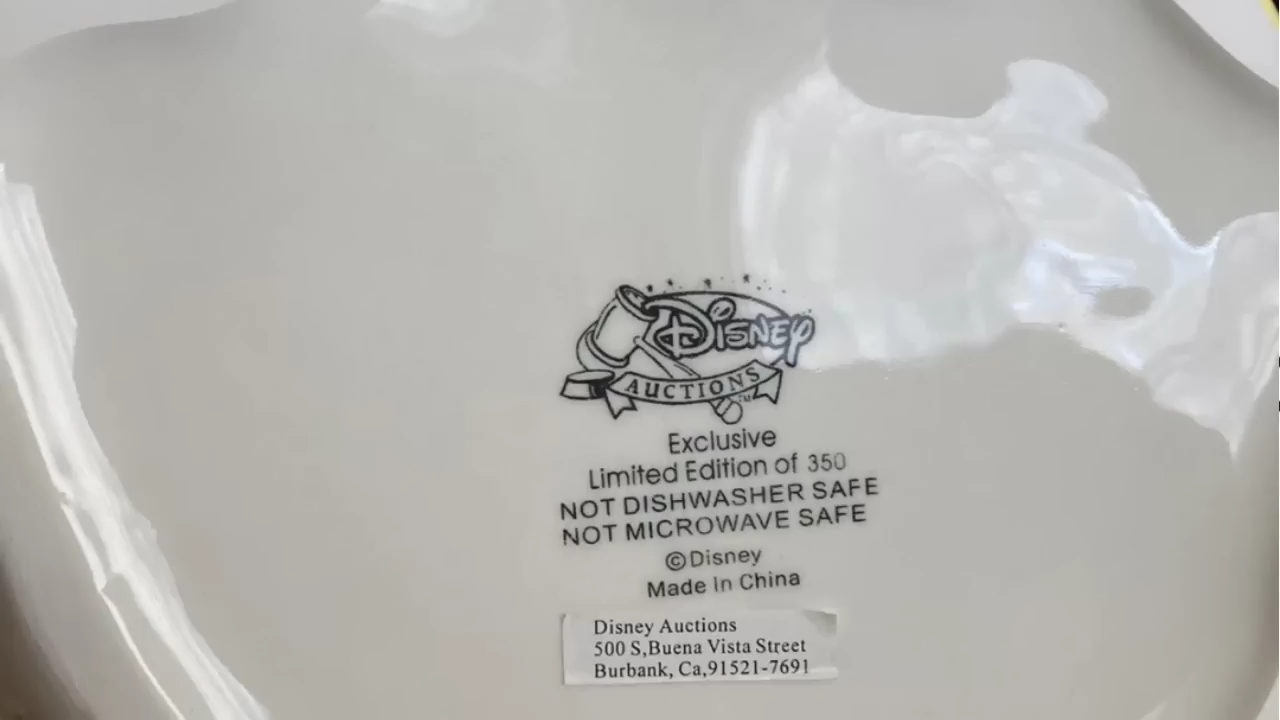 Disney
AUCTIONS™
Exclusive
Limited Edition of 350
NOT DISHWASHER SAFE
NOT MICROWAVE SAFE
©Disney
Made In China
Disney Auctions
500 S,Buena Vista Street
Burbank, Ca,91521-7691